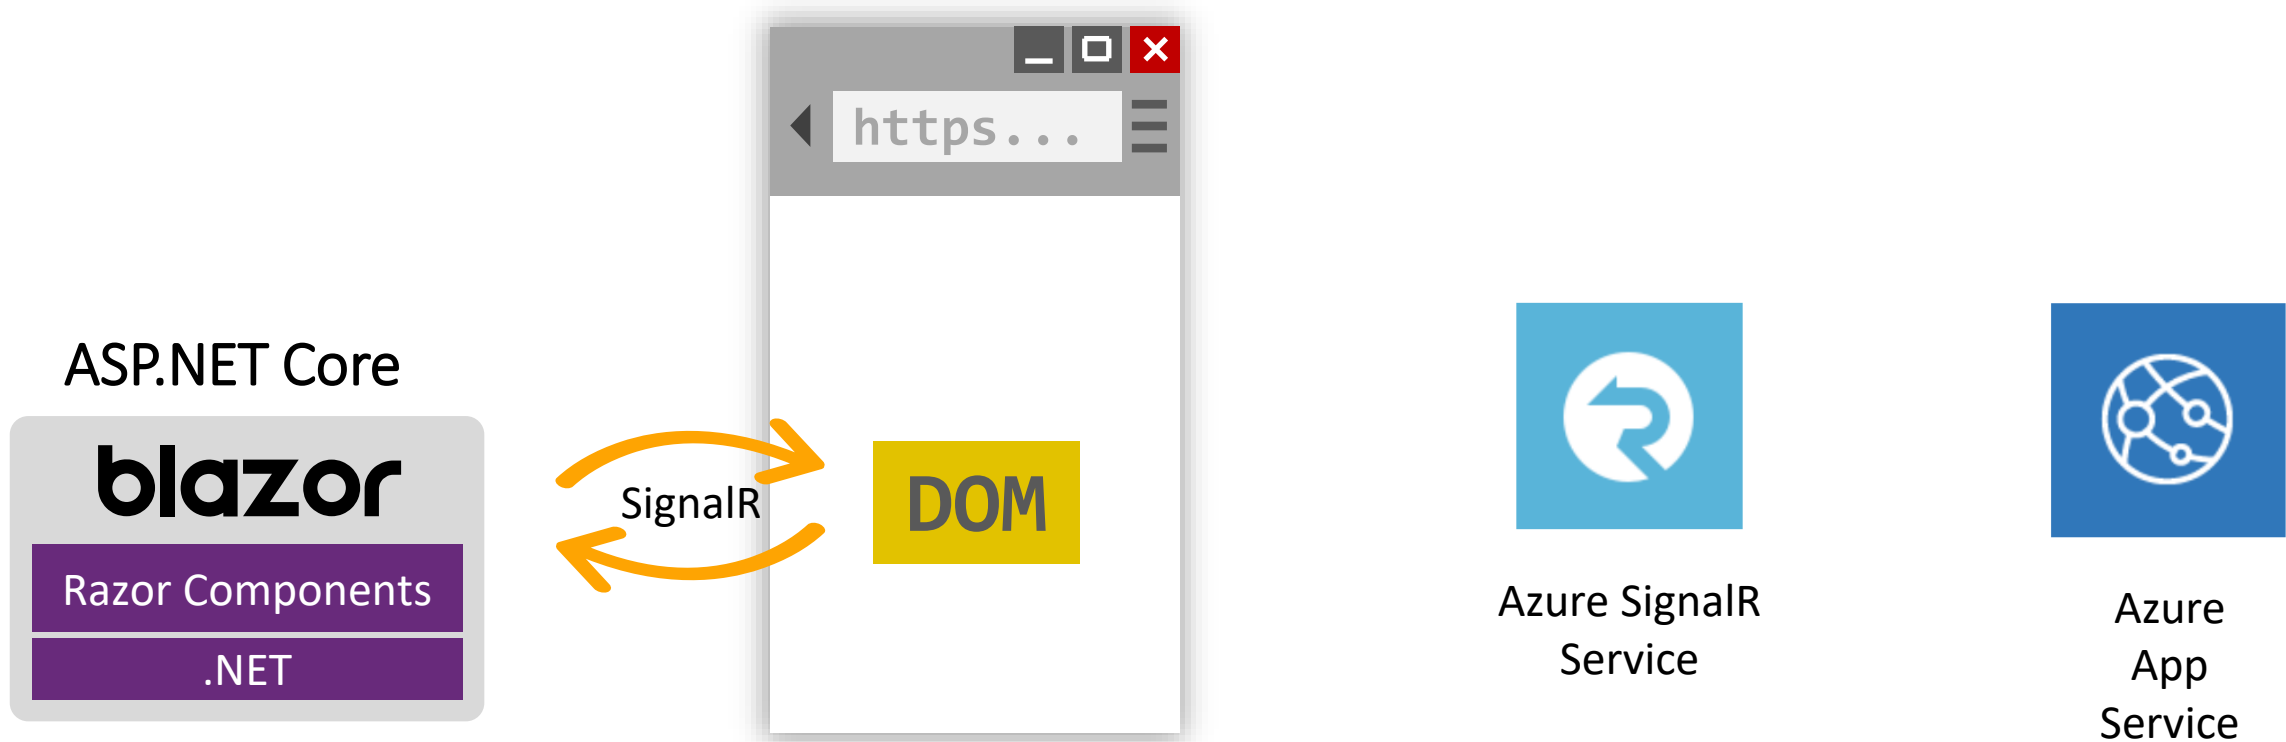 https...
ASP.NET Core
blazor
Razor Components
.NET
SignalR
DOM
Azure SignalR
Service
Azure
App
Service